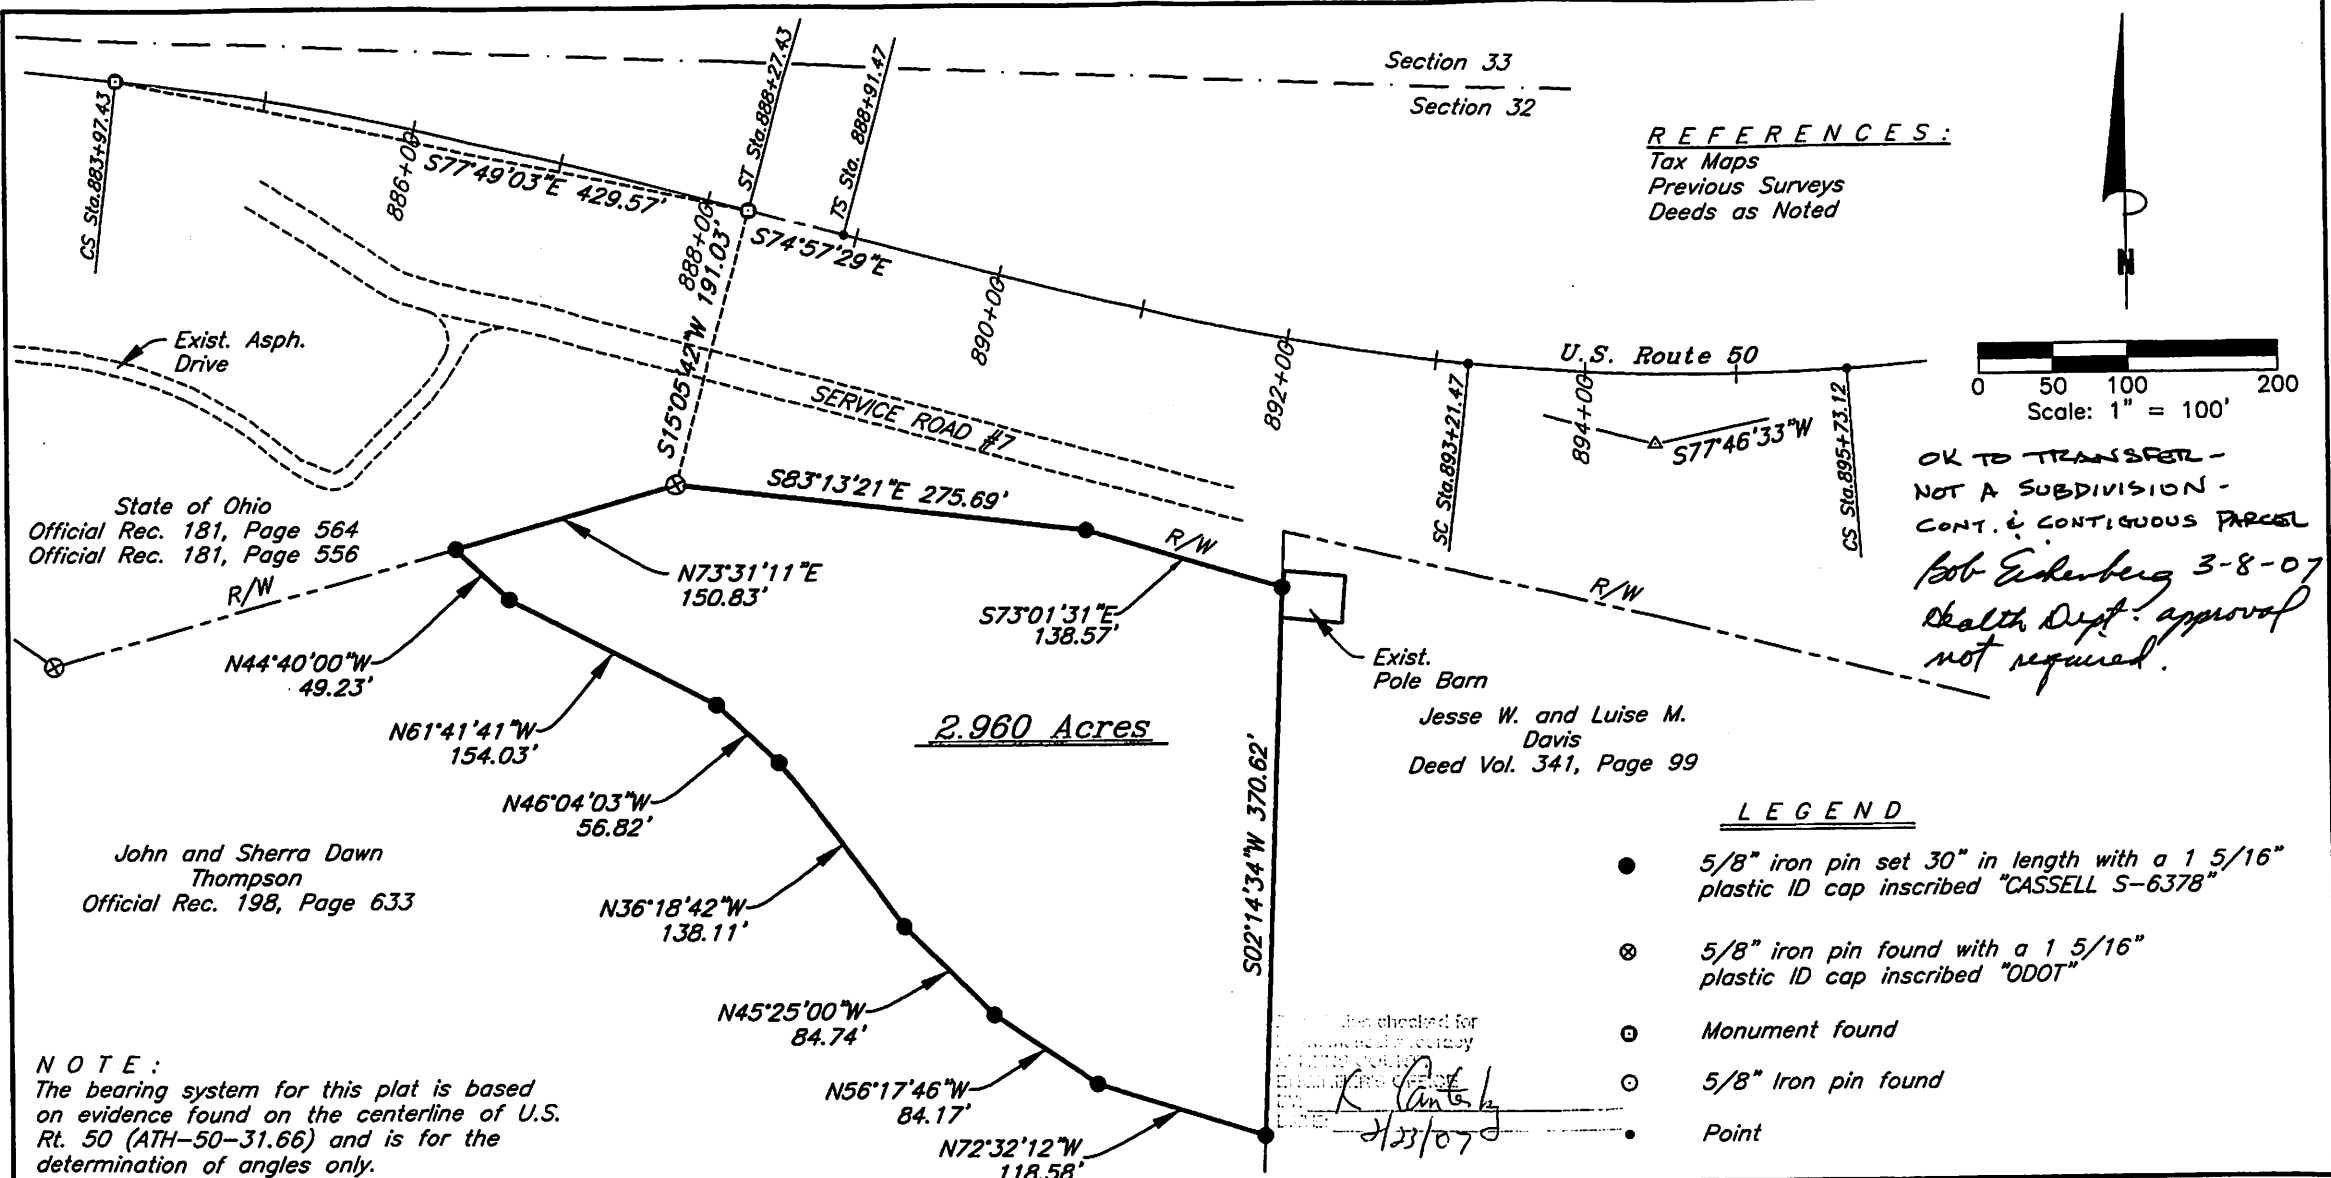 Section 33
Section 32
CS Sta.883+97.43
886+00
S77°49'03"E 429.57'
888+00
ST Sta.888+27.43
TS Sta. 888+91.47
S74°57'29"E
S15°05'42"W 191.03'
890+00
892+00
U.S. Route 50
SC Sta.893+21.47
894+00
S77°46'33"W
CS Sta.895+73.12
R E F E R E N C E S :
Tax Maps
Previous Surveys
Deeds as Noted
N
0 50 100 200
Scale: 1" = 100'
OK TO TRANSFER -
NOT A SUBDIVISION -
CONT. & CONTIGUOUS PARCEL
Bob Eichenberg 3-8-07
Health Dept. approval
not required.
Exist. Asph.
Drive
SERVICE ROAD #7
State of Ohio
Official Rec. 181, Page 564
Official Rec. 181, Page 556
R/W
S83°13'21"E 275.69'
N73°31'11"E
150.83'
R/W
S73°01'31"E
138.57'
R/W
Exist.
Pole Barn
Jesse W. and Luise M.
Davis
Deed Vol. 341, Page 99
N44°40'00"W
49.23'
N61°41'41"W
154.03'
2.960 Acres
S02°14'34"W 370.62'
N46°04'03"W
56.82'
John and Sherra Dawn
Thompson
Official Rec. 198, Page 633
N36°18'42"W
138.11'
N45°25'00"W
84.74'
N56°17'46"W
84.17'
N72°32'12"W
118.58'
L E G E N D
5/8" iron pin set 30" in length with a 1 5/16"
plastic ID cap inscribed "CASSELL S-6378"
5/8" iron pin found with a 1 5/16"
plastic ID cap inscribed "ODOT"
Monument found
5/8" Iron pin found
Point
checked for
K
2/23/07
N O T E :
The bearing system for this plat is based
on evidence found on the centerline of U.S.
Rt. 50 (ATH-50-31.66) and is for the
determination of angles only.